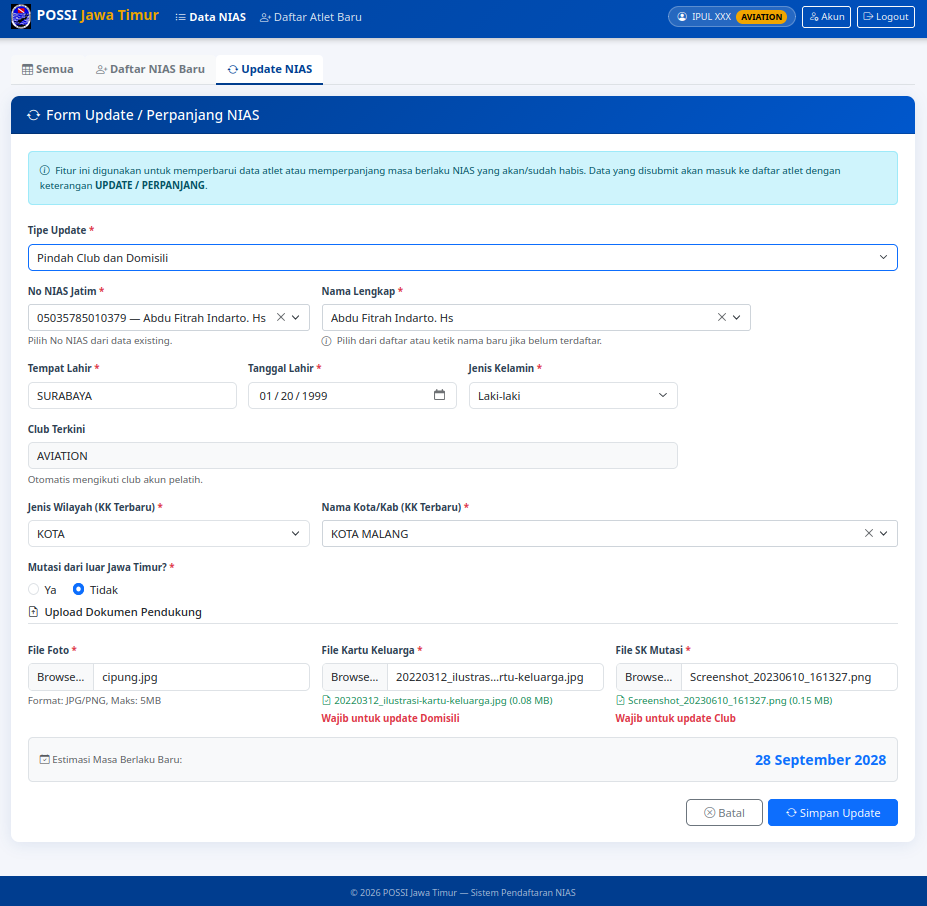 POSSI Jawa Timur
Data NIAS
Daftar Atlet Baru
IPUL XXX AVIATION
Akun
Logout
Semua
Daftar NIAS Baru
Update NIAS
Form Update / Perpanjang NIAS
Fitur ini digunakan untuk memperbarui data atlet atau memperpanjang masa berlaku NIAS yang akan/sudah habis. Data yang disubmit akan masuk ke daftar atlet dengan
keterangan UPDATE / PERPANJANG.
Tipe Update *
Pindah Club dan Domisili
No NIAS Jatim *
Nama Lengkap *
05035785010379 — Abdu Fitrah Indarto. Hs
Abdu Fitrah Indarto. Hs
Pilih No NIAS dari data existing.
Pilih dari daftar atau ketik nama baru jika belum terdaftar.
Tempat Lahir *
Tanggal Lahir *
Jenis Kelamin *
SURABAYA
01 / 20 / 1999
Laki-laki
Club Terkini
AVIATION
Otomatis mengikuti club akun pelatih.
Jenis Wilayah (KK Terbaru) *
Nama Kota/Kab (KK Terbaru) *
KOTA
KOTA MALANG
Mutasi dari luar Jawa Timur? *
Ya
Tidak
Upload Dokumen Pendukung
File Foto *
File Kartu Keluarga *
File SK Mutasi *
Browse... cipung.jpg
Browse... 20220312_ilustras...rtu-keluarga.jpg
Browse... Screenshot_20230610_161327.png
Format: JPG/PNG, Maks: 5MB
20220312_ilustrasi-kartu-keluarga.jpg (0.08 MB)
Screenshot_20230610_161327.png (0.15 MB)
Wajib untuk update Domisili
Wajib untuk update Club
Estimasi Masa Berlaku Baru:
28 September 2028
Batal
Simpan Update
© 2026 POSSI Jawa Timur — Sistem Pendaftaran NIAS